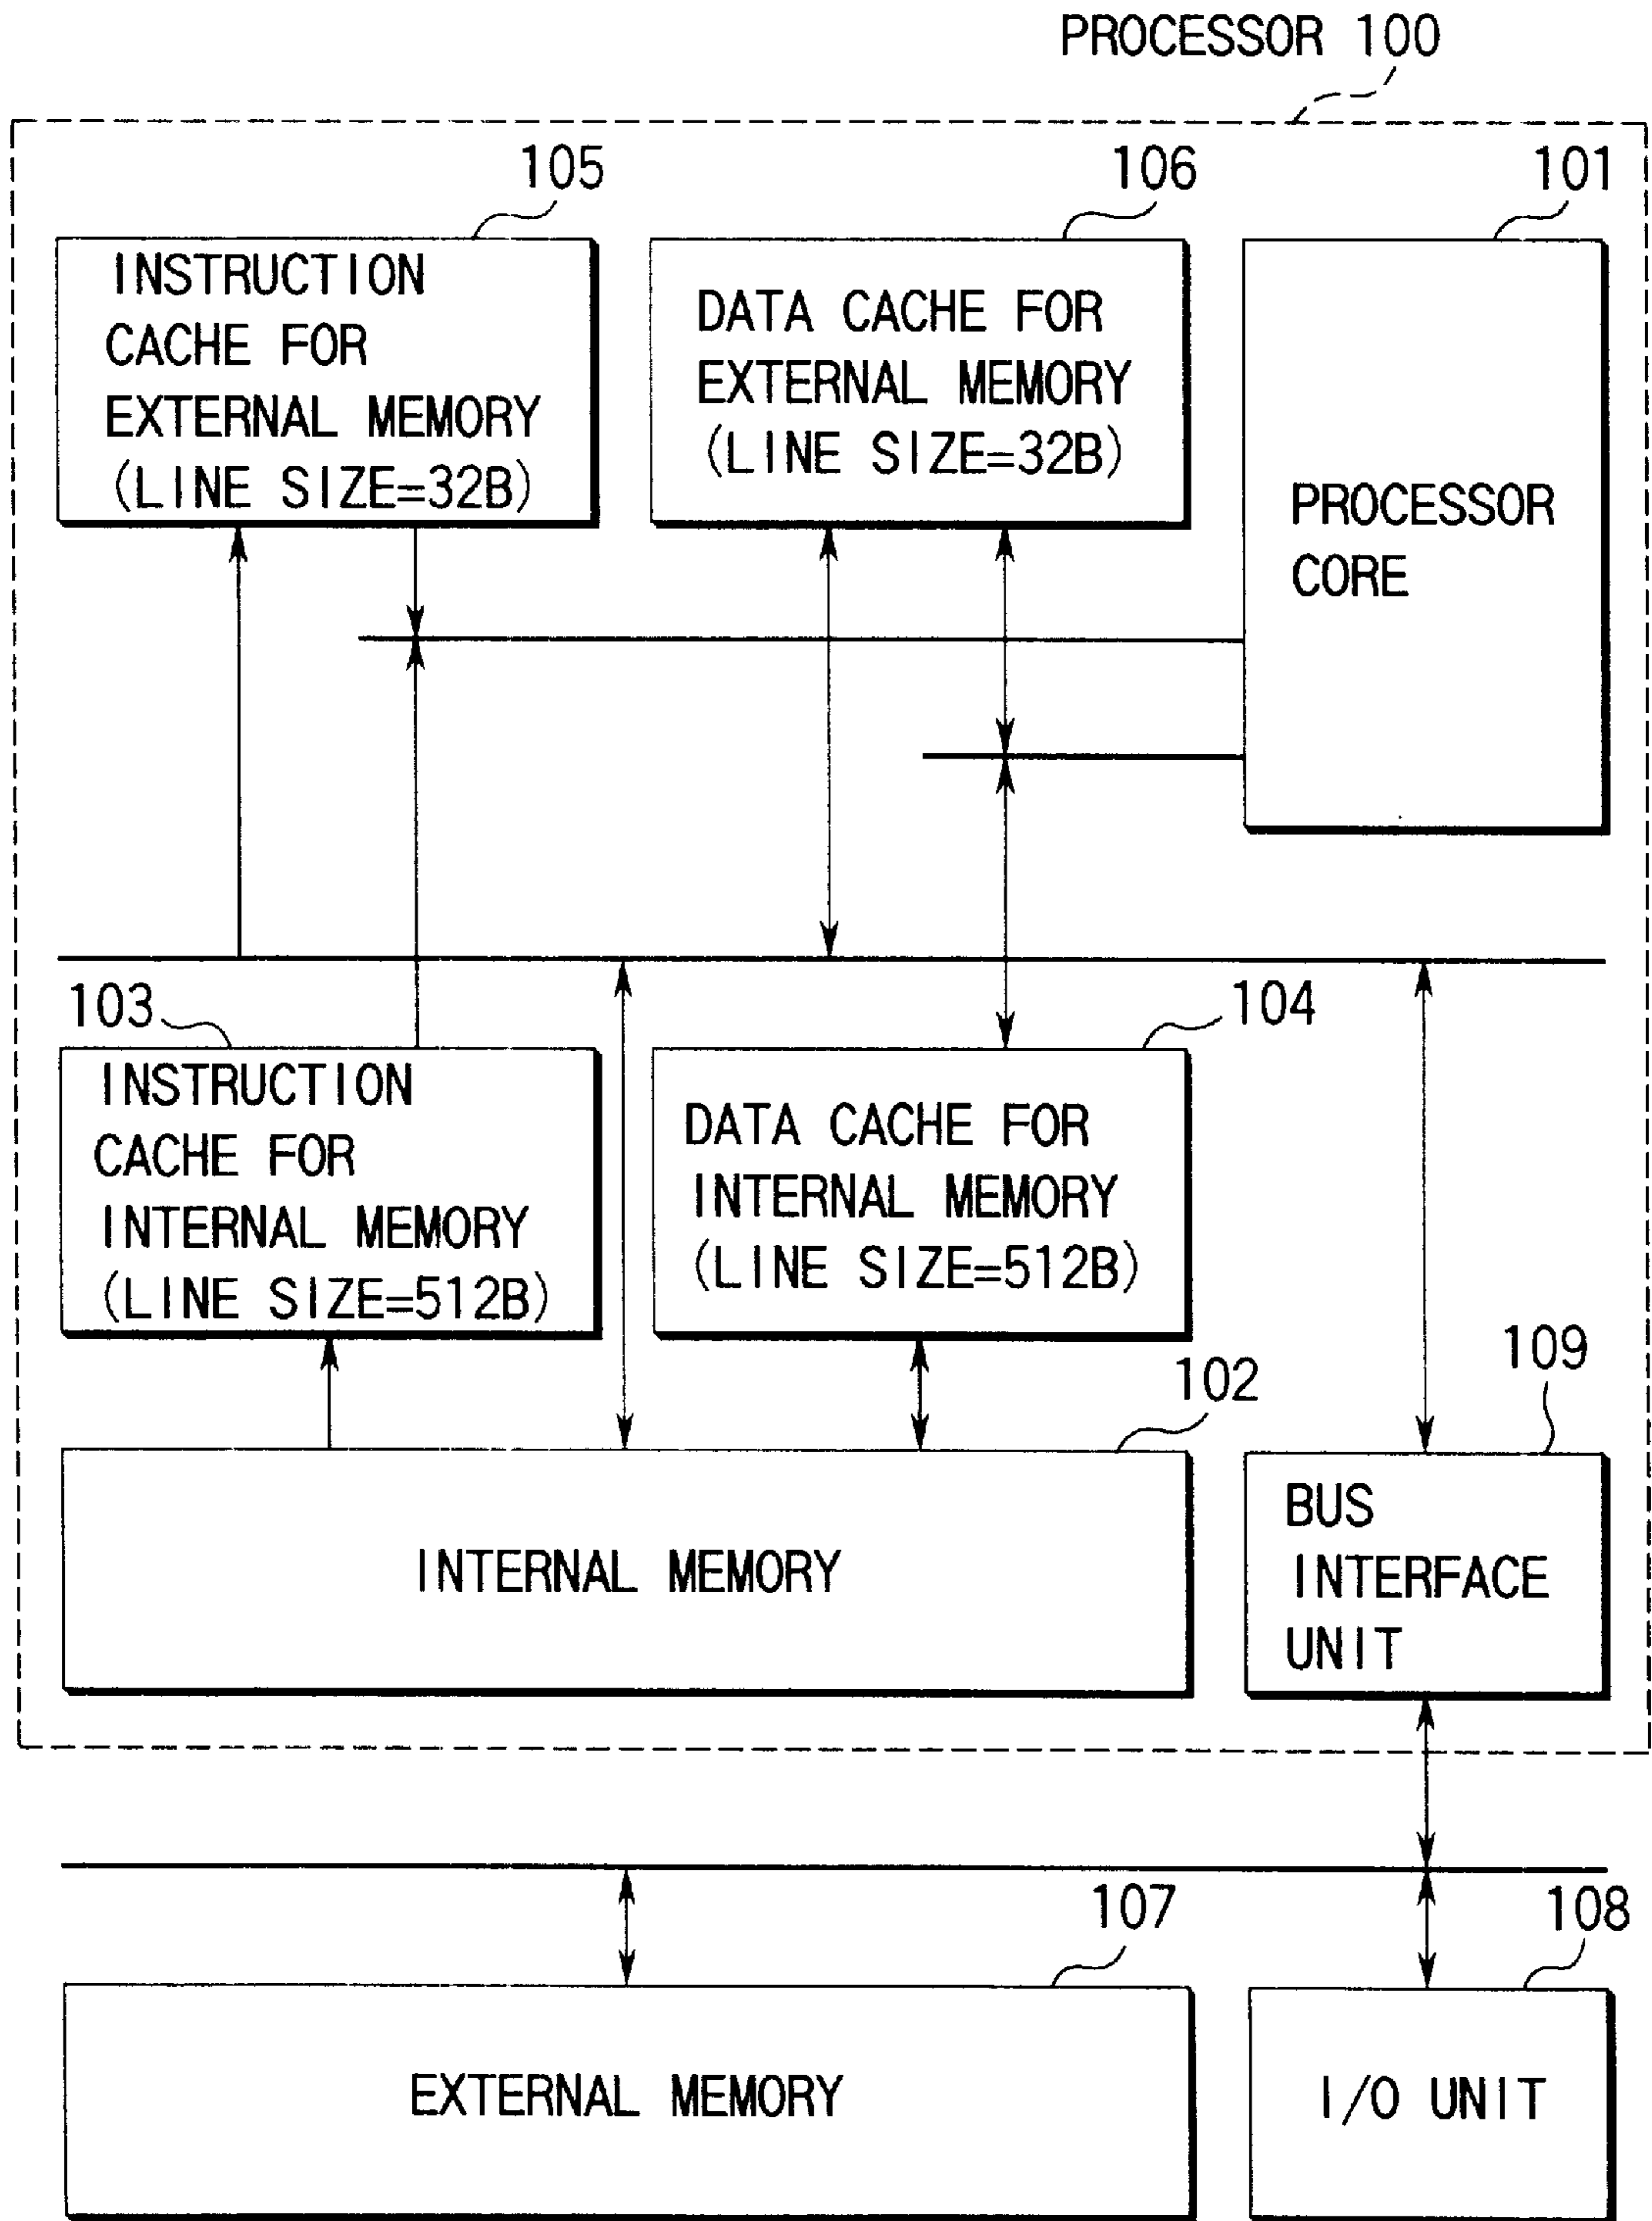 PROCESSOR 100
105
106
101
INSTRUCTION
CACHE FOR
EXTERNAL MEMORY
(LINE SIZE=32B)
DATA CACHE FOR
EXTERNAL MEMORY
(LINE SIZE=32B)
PROCESSOR
CORE
103
104
INSTRUCTION
CACHE FOR
INTERNAL MEMORY
(LINE SIZE=512B)
DATA CACHE FOR
INTERNAL MEMORY
(LINE SIZE=512B)
102
109
INTERNAL MEMORY
BUS
INTERFACE
UNIT
107
108
EXTERNAL MEMORY
I/O UNIT